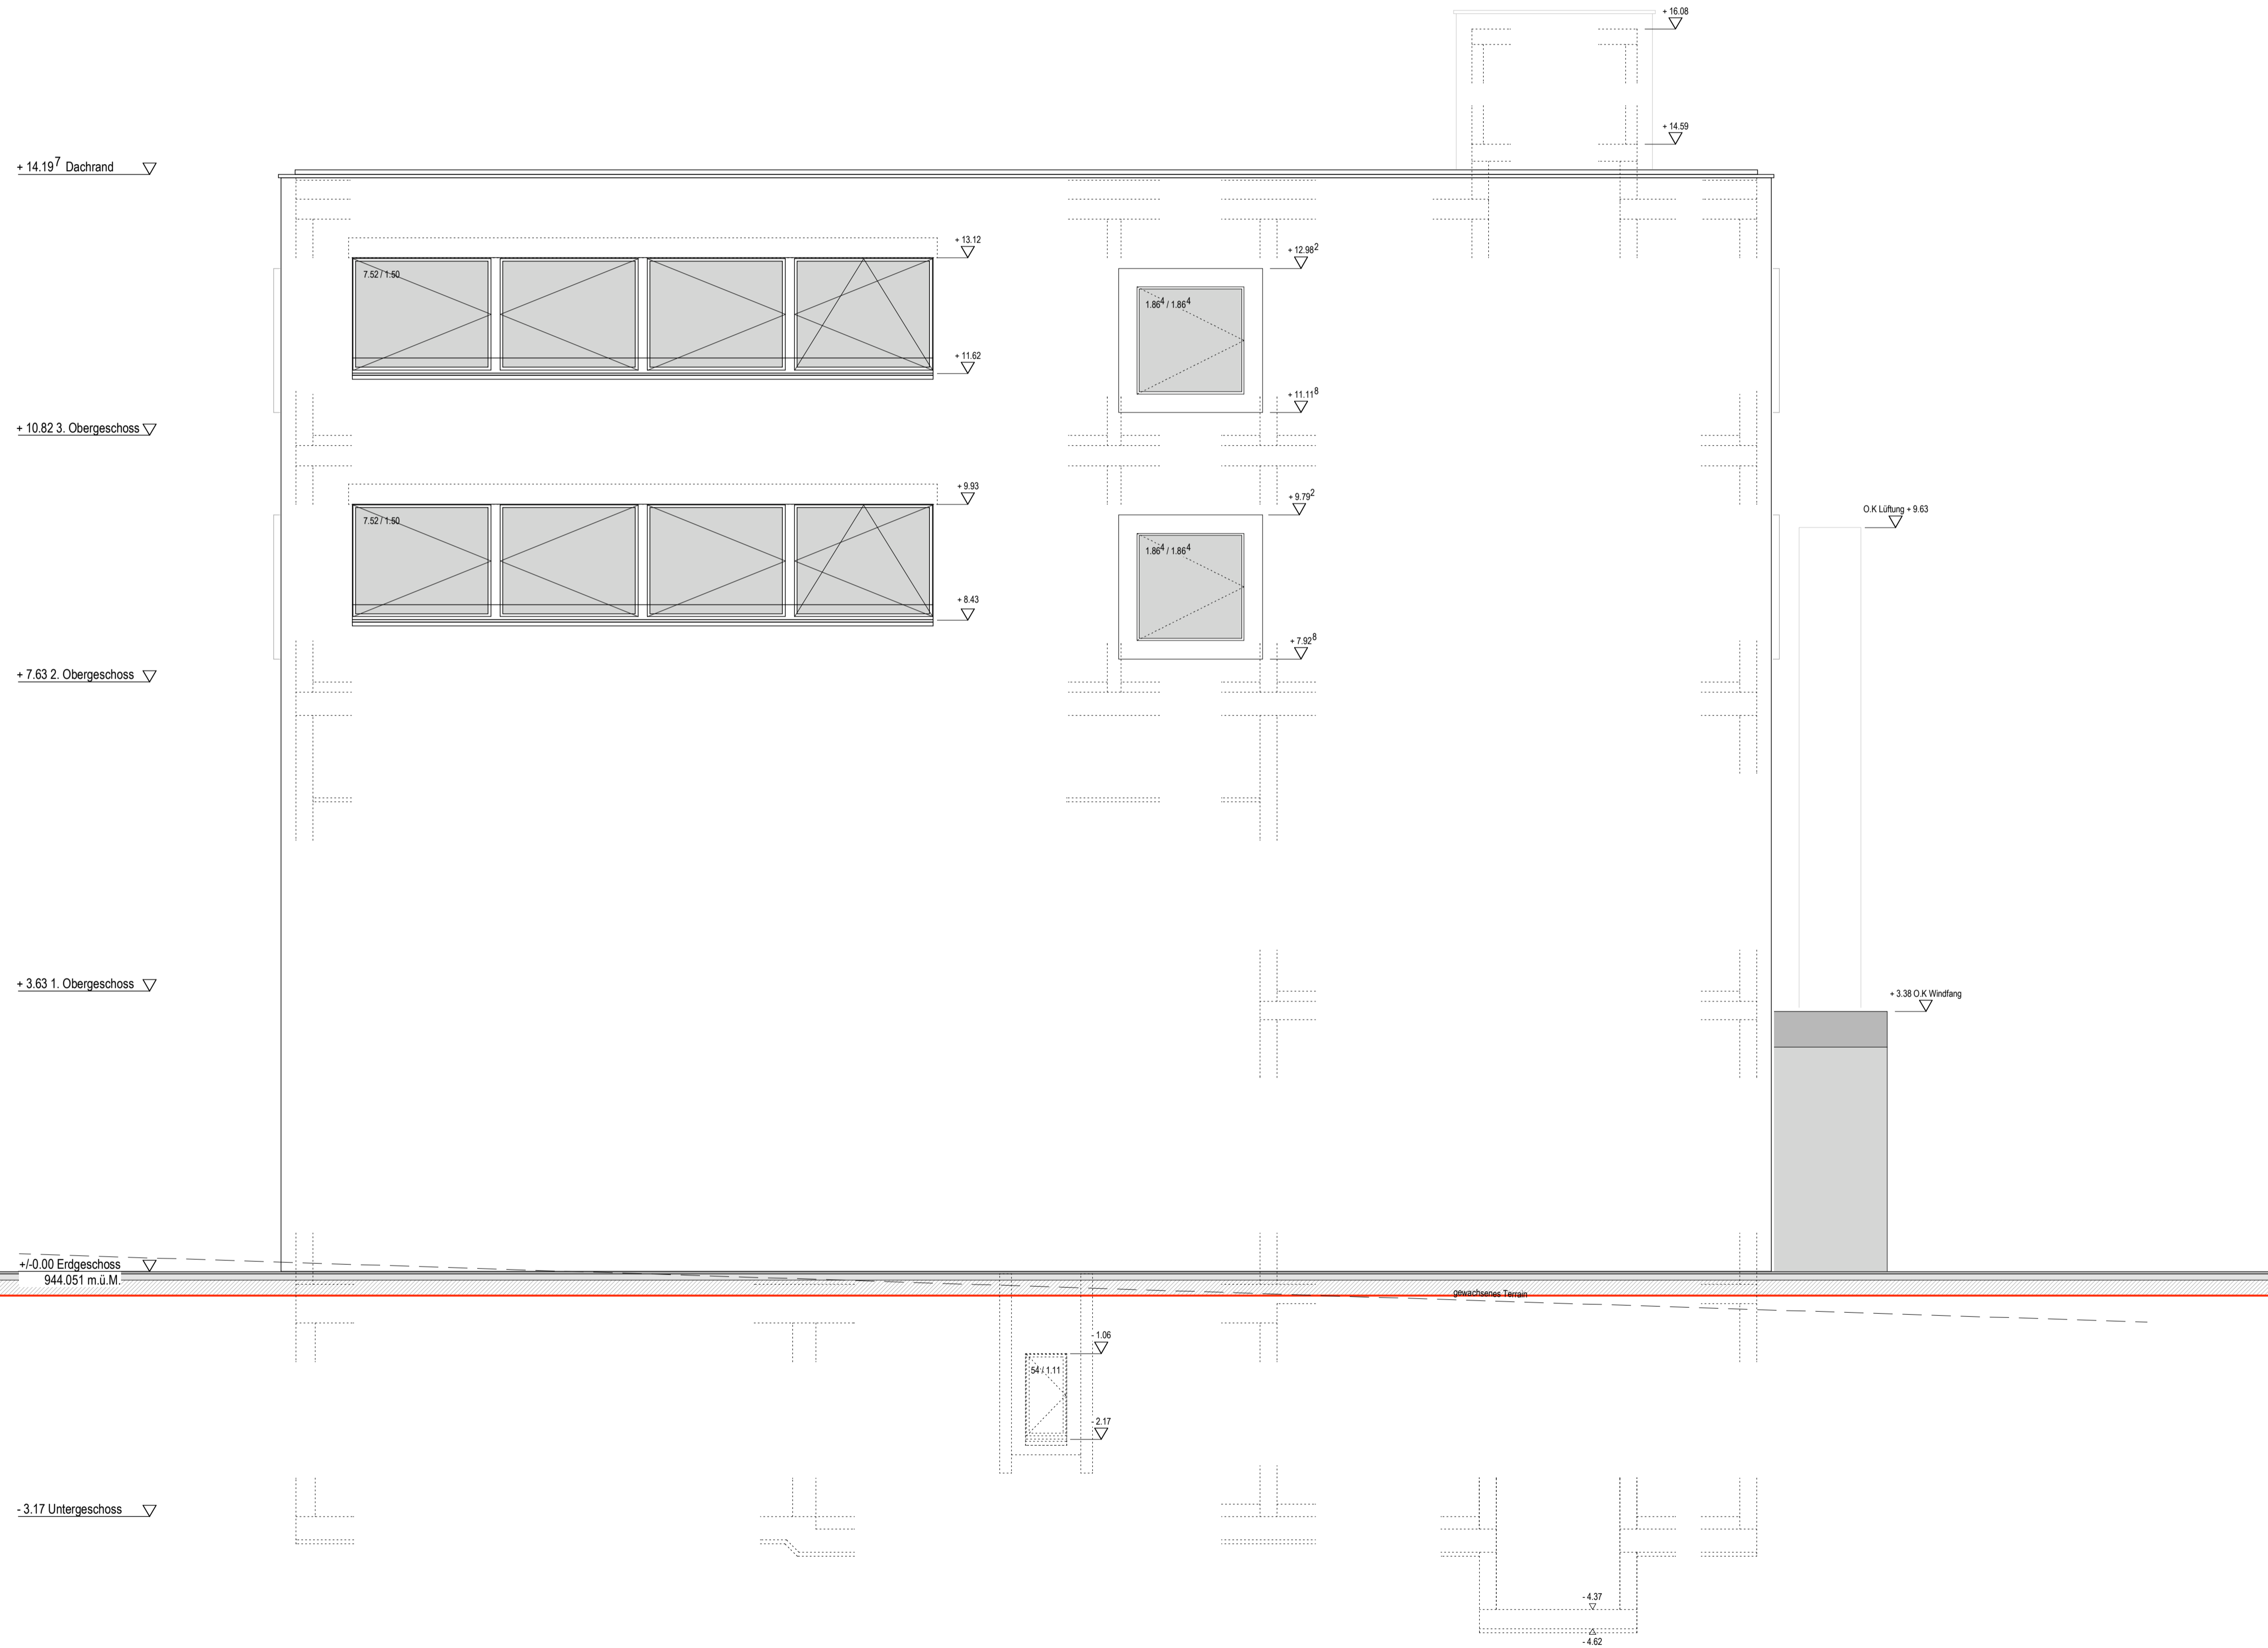 + 16.08
+ 14.59
+ 14.19⁷ Dachrand
+ 13.12
+ 12.98²
7.52 / 1.50
1.86⁴ / 1.86⁴
+ 11.62
+ 11.11⁸
+ 10.82 3. Obergeschoss
+ 9.93
+ 9.79²
O.K Lüftung + 9.63
7.52 / 1.50
1.86⁴ / 1.86⁴
+ 8.43
+ 7.92⁸
+ 7.63 2. Obergeschoss
+ 3.63 1. Obergeschoss
+ 3.38 O.K Windfang
+/-0.00 Erdgeschoss
944.051 m.ü.M.
gewachsenes Terrain
- 1.06
54 / 1.11
- 2.17
- 3.17 Untergeschoss
- 4.37
- 4.62